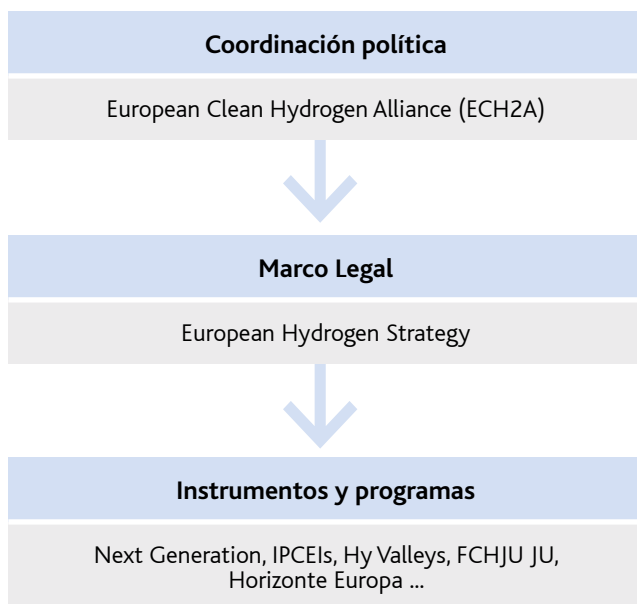 Coordinación política
European Clean Hydrogen Alliance (ECH2A)
Marco Legal
European Hydrogen Strategy
Instrumentos y programas
Next Generation, IPCEIs, Hy Valleys, FCHJU JU,
Horizonte Europa ...